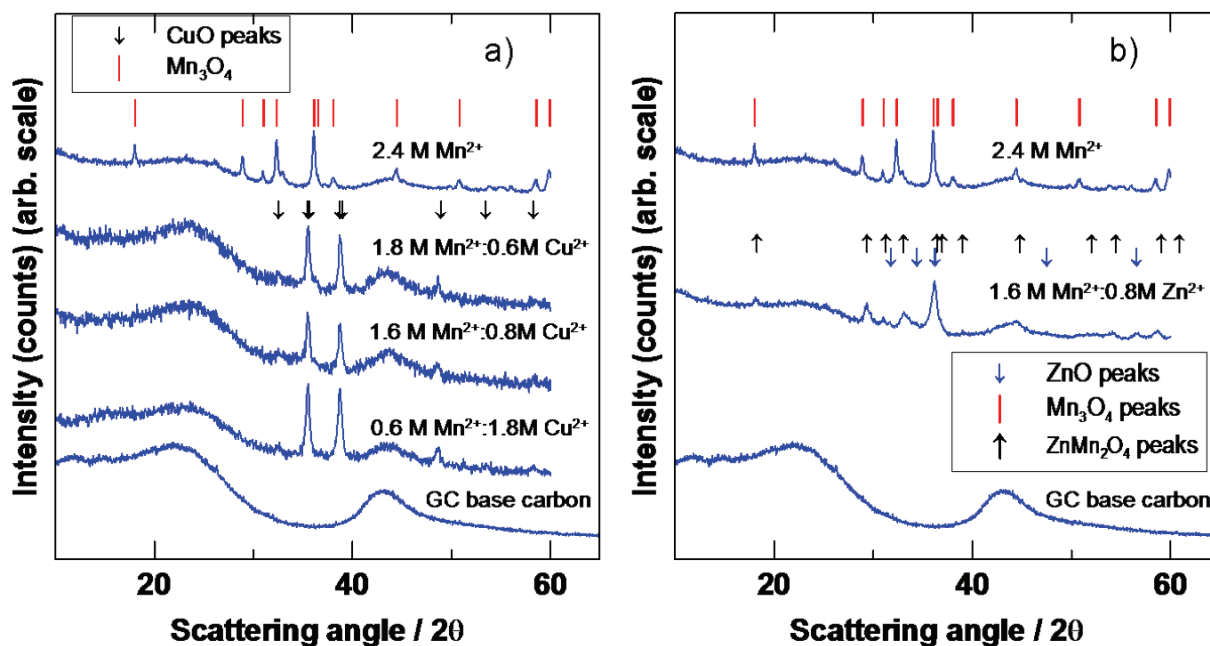 CuO peaks
Mn₃O₄
a)
2.4 M Mn²⁺
1.8 M Mn²⁺:0.6M Cu²⁺
1.6 M Mn²⁺:0.8M Cu²⁺
0.6 M Mn²⁺:1.8M Cu²⁺
GC base carbon
Intensity (counts) (arb. scale)
20 40 60
Scattering angle / 2θ
b)
2.4 M Mn²⁺
1.6 M Mn²⁺:0.8M Zn²⁺
ZnO peaks
Mn₃O₄ peaks
ZnMn₂O₄ peaks
GC base carbon
Intensity (counts) (arb. scale)
20 40 60
Scattering angle / 2θ